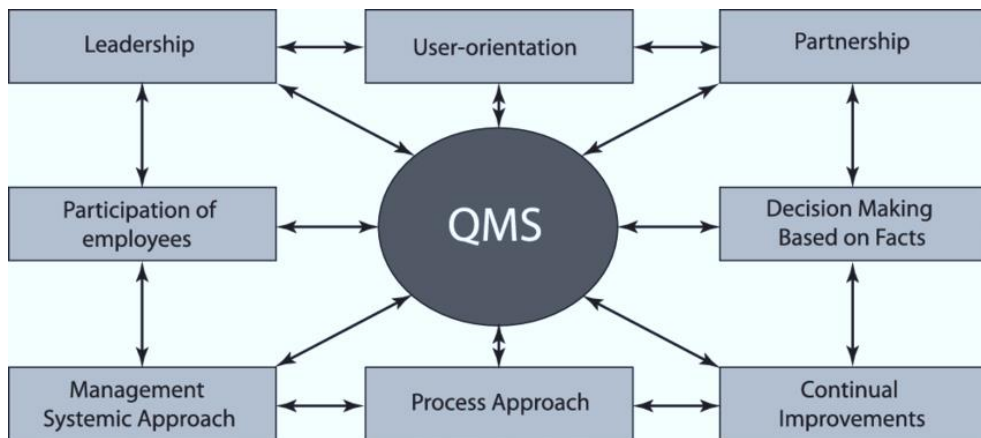 Leadership
User-orientation
Partnership
Participation of
employees
QMS
Decision Making
Based on Facts
Management
Systemic Approach
Process Approach
Continual
Improvements